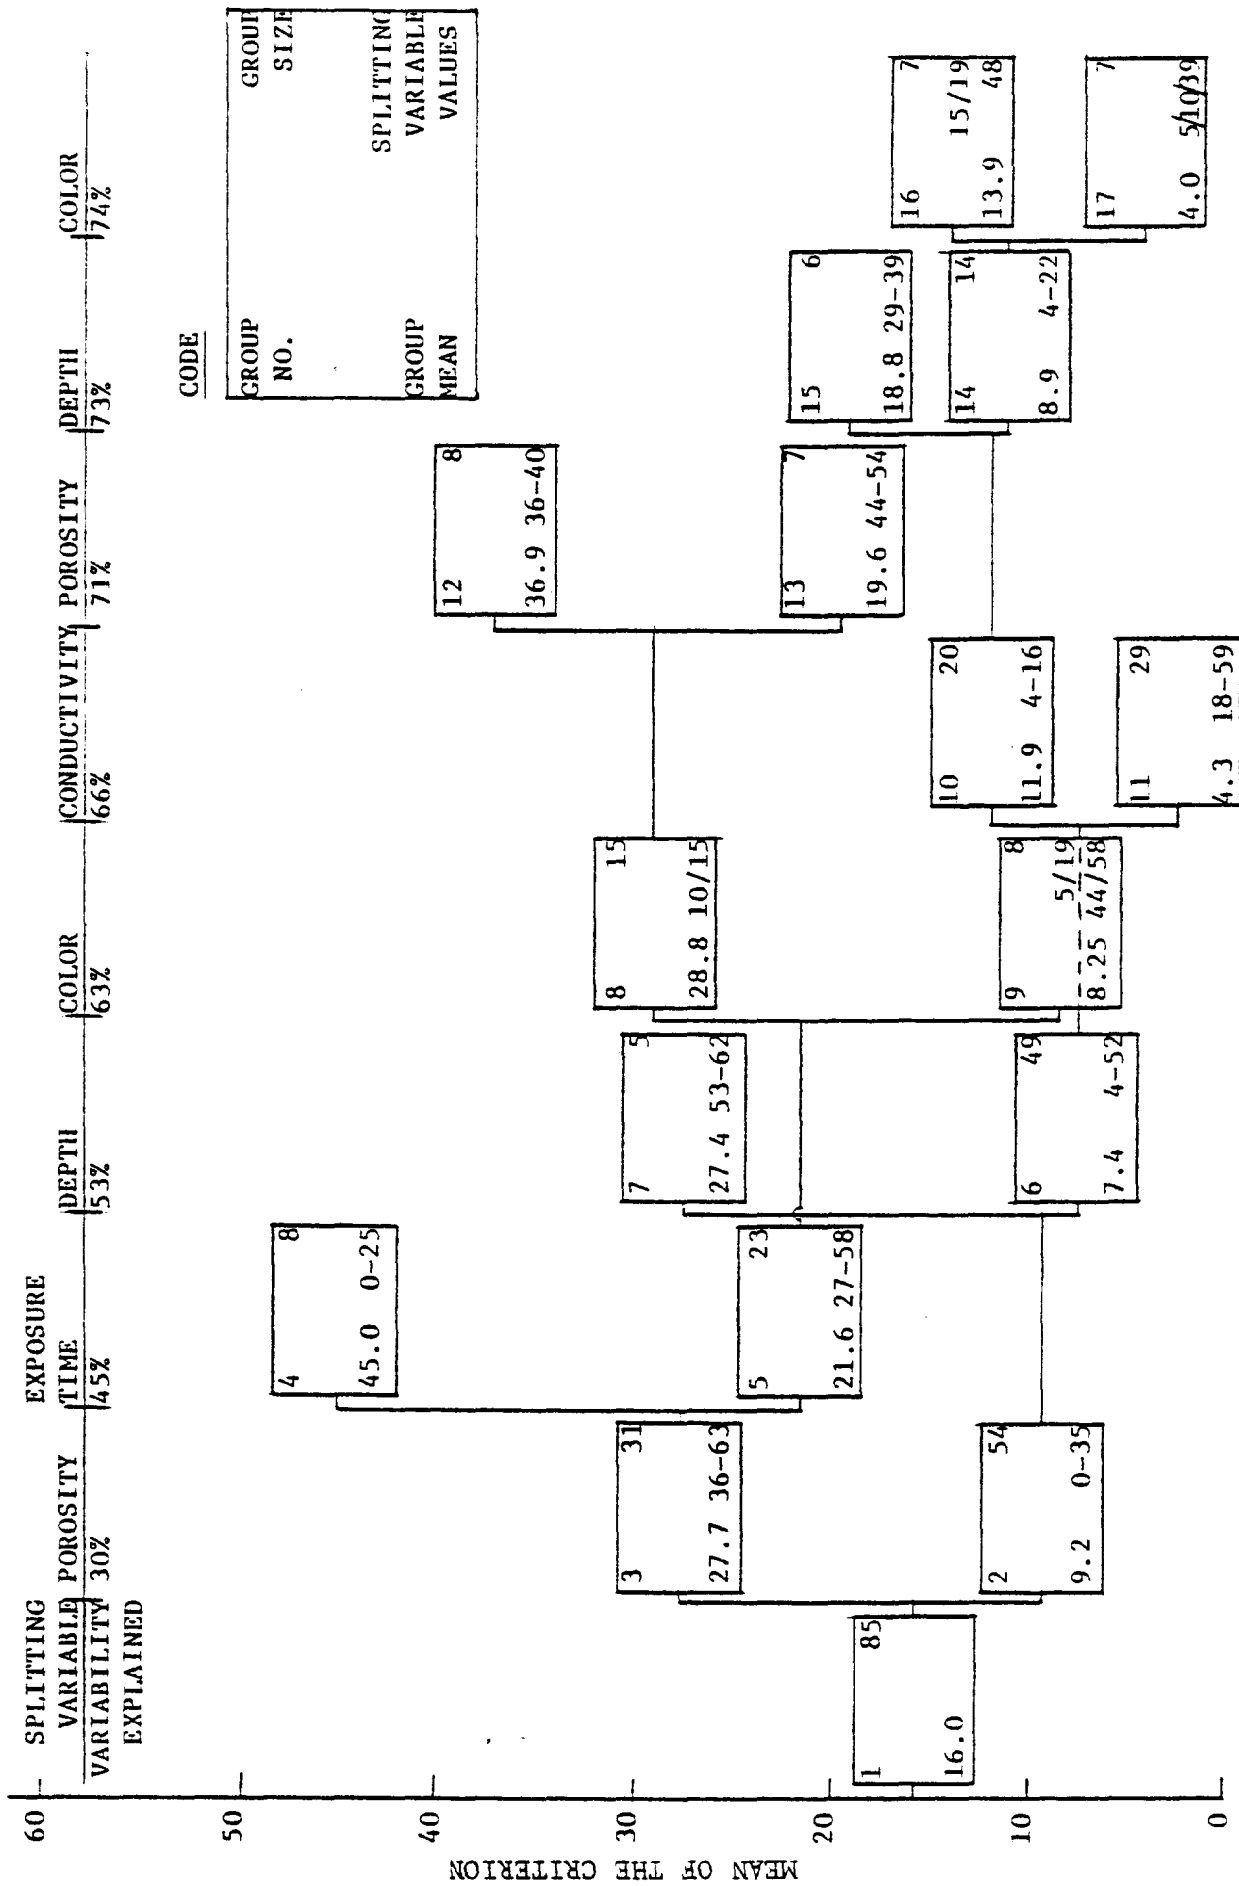 SPLITTING
VARIABLE POROSITY
EXPOSURE
TIME
DEPTH
COLOR
CONDUCTIVITY
POROSITY
DEPTH
COLOR
VARIABILITY 30% 45% 53% 63% 66% 71% 73% 74%
EXPLAINED
CODE
GROUP
NO.
GROUP
SIZE
GROUP
MEAN
SPLITTING
VARIABLE
VALUES
MEAN OF THE CRITERION
60
50
40
30
20
10
0
1 85
16.0
3 31
27.7 36-63
2 54
9.2 0-35
4 8
45.0 0-25
5 23
21.6 27-58
7 5
27.4 53-62
6 49
7.4 4-52
8 15
28.8 10/15
9 8
5/19
8.25 44/58
10 20
11.9 4-16
11 29
4.3 18-59
12 8
36.9 36-40
13 7
19.6 44-54
15 6
18.8 29-39
14 14
8.9 4-22
16 7
15/19
13.9 48
17 7
4.0 5/10/39